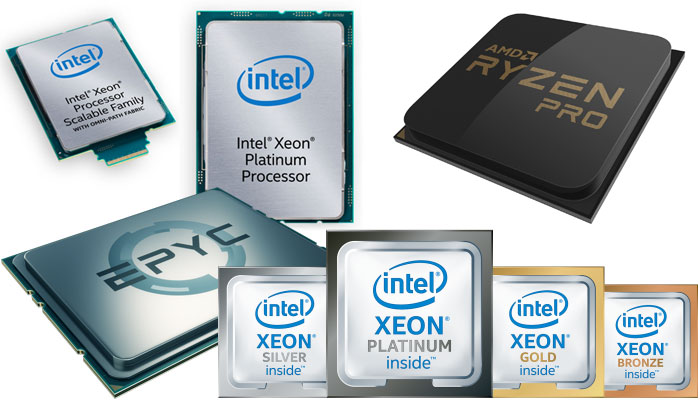 intel
Intel® Xeon®
Processor
Scalable Family
WITH OMNI-PATH FABRIC
intel
Intel® Xeon®
Platinum
Processor
AMD
RYZEN
PRO
EPYC
intel
XEON®
SILVER
inside™
intel
XEON®
PLATINUM
inside™
intel
XEON®
GOLD
inside™
intel
XEON®
BRONZE
inside™